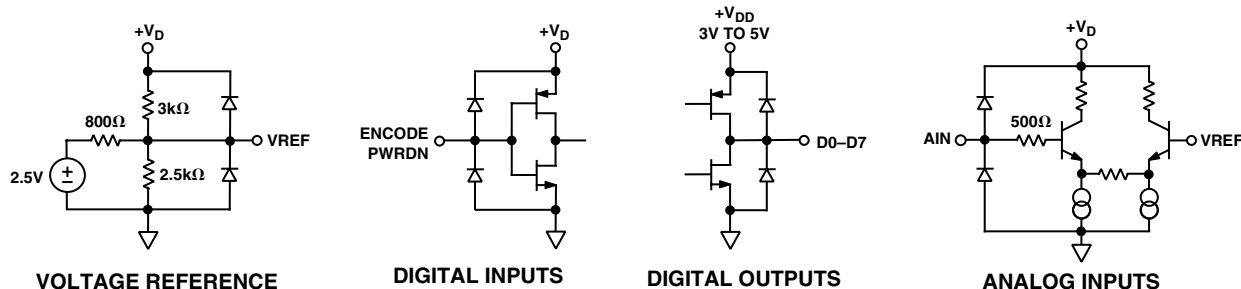 +VD
3kΩ
800Ω
VREF
2.5V
2.5kΩ
VOLTAGE REFERENCE
+VD
ENCODE
PWRDN
DIGITAL INPUTS
+VDD
3V TO 5V
D0–D7
DIGITAL OUTPUTS
+VD
500Ω
AIN
VREF
ANALOG INPUTS